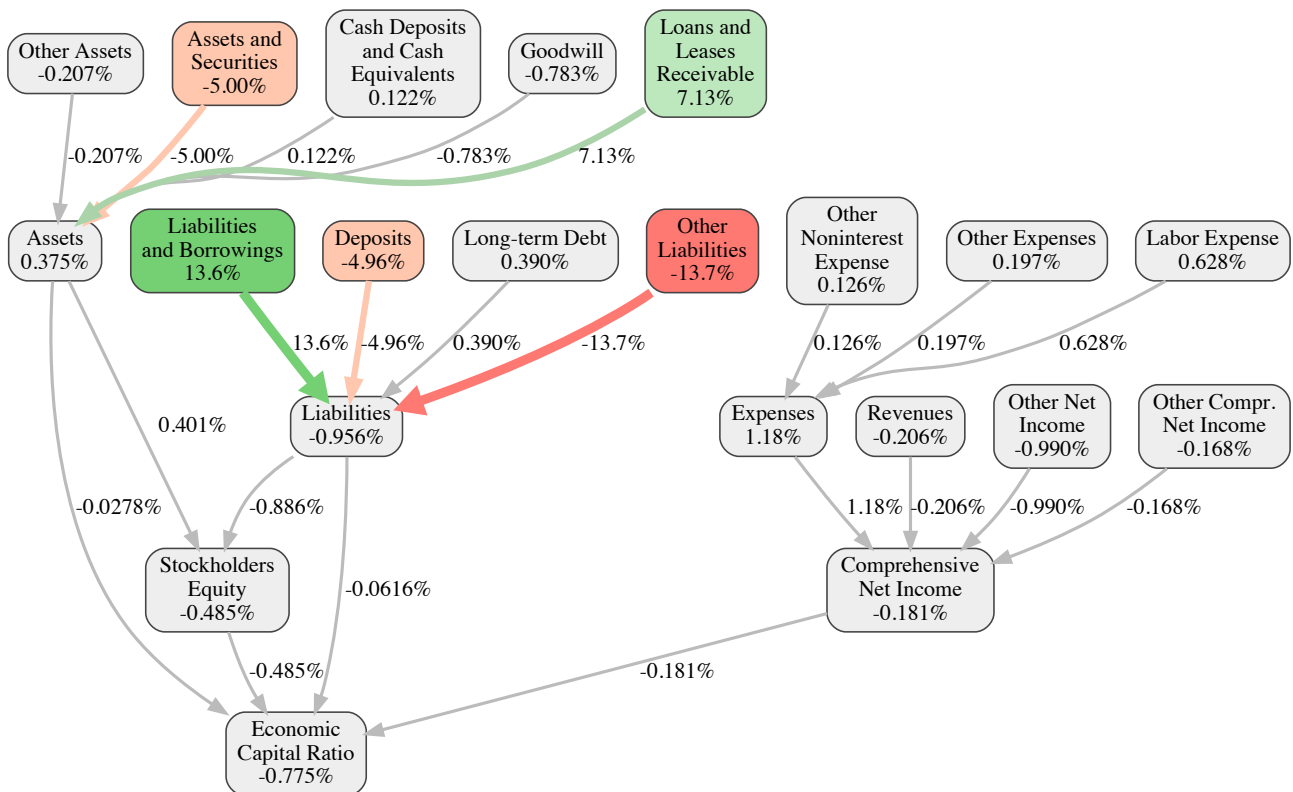 Other Assets
-0.207%
Assets and
Securities
-5.00%
Cash Deposits
and Cash
Equivalents
0.122%
Goodwill
-0.783%
Loans and
Leases
Receivable
7.13%
-0.207%
-5.00%
0.122%
-0.783%
7.13%
Assets
0.375%
Liabilities
and Borrowings
13.6%
Deposits
-4.96%
Long-term Debt
0.390%
Other
Liabilities
-13.7%
Other
Noninterest
Expense
0.126%
Other Expenses
0.197%
Labor Expense
0.628%
13.6%
-4.96%
0.390%
-13.7%
0.126%
0.197%
0.628%
Liabilities
-0.956%
Expenses
1.18%
Revenues
-0.206%
Other Net
Income
-0.990%
Other Compr.
Net Income
-0.168%
0.401%
-0.0278%
-0.886%
1.18%
-0.206%
-0.990%
-0.168%
Stockholders
Equity
-0.485%
-0.0616%
Comprehensive
Net Income
-0.181%
-0.485%
-0.181%
Economic
Capital Ratio
-0.775%